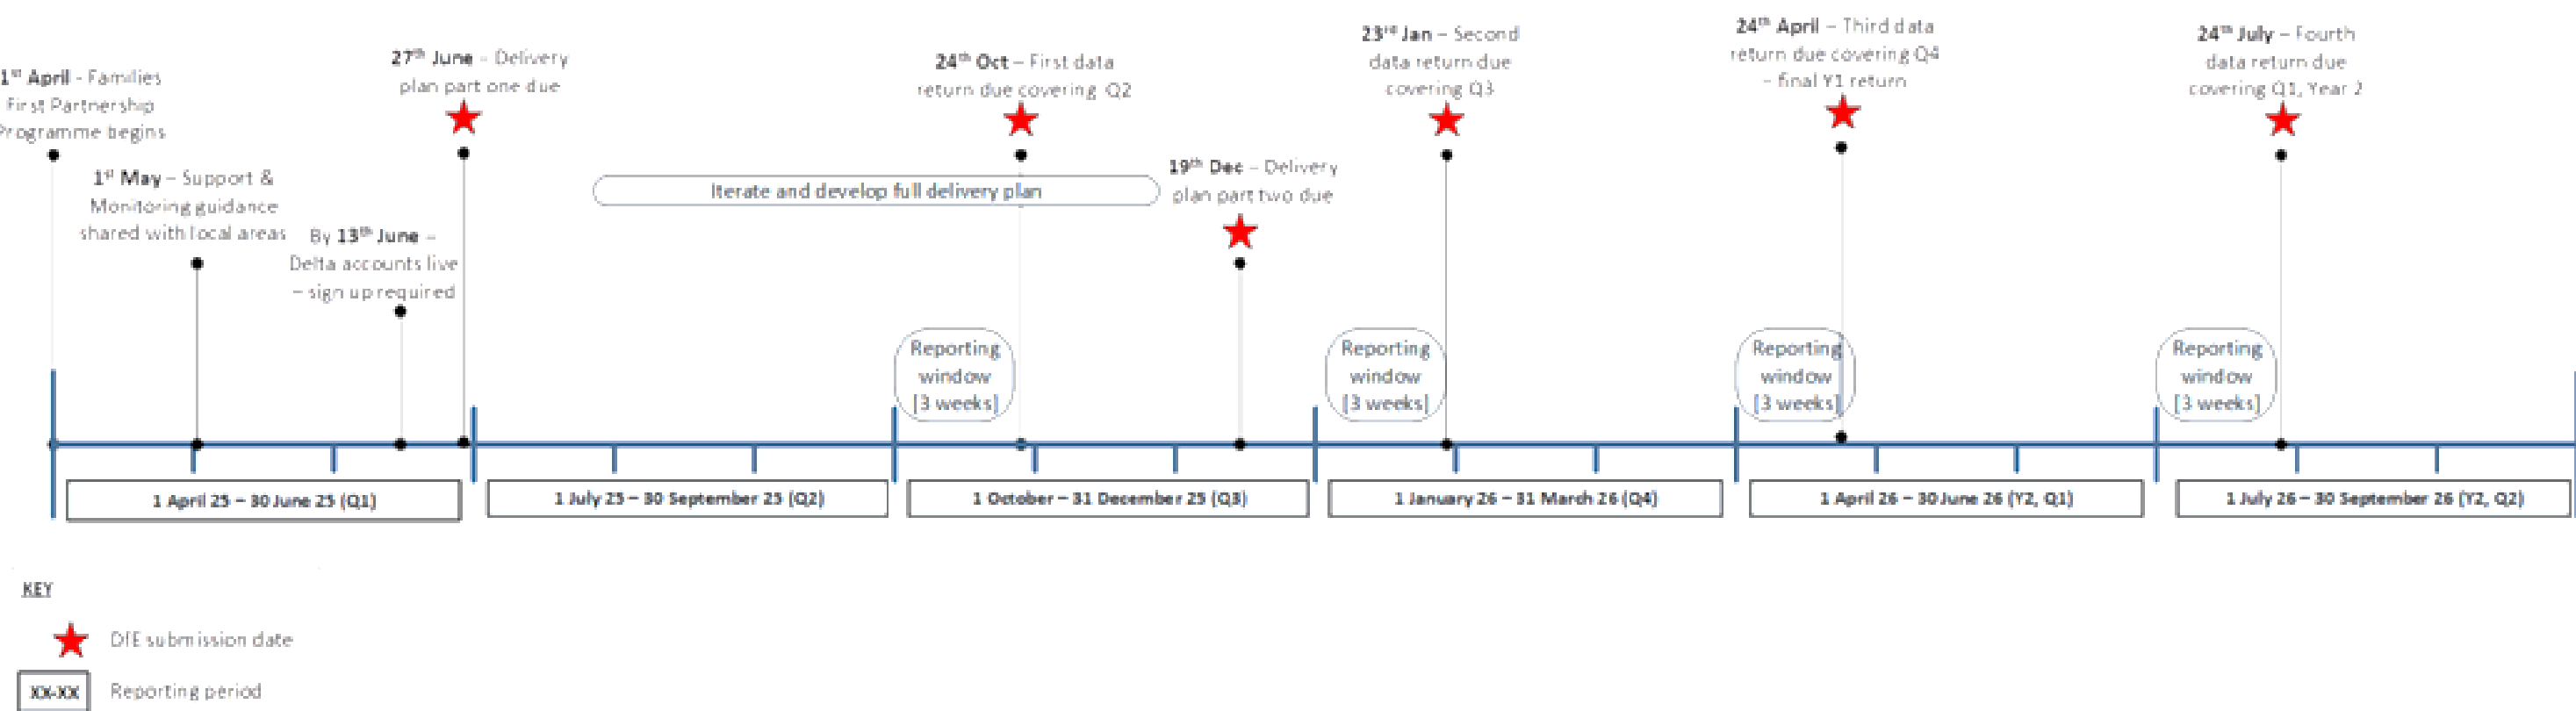 1st April - Families
First Partnership
Programme begins
1st May – Support &
Monitoring guidance
shared with local areas
By 13th June –
Delta accounts live
– sign up required
27th June – Delivery
plan part one due
Iterate and develop full delivery plan
24th Oct – First data
return due covering Q2
19th Dec – Delivery
plan part two due
23rd Jan – Second
data return due
covering Q3
24th April – Third data
return due covering Q4
– final Y1 return
24th July – Fourth
data return due
covering Q1, Year 2
Reporting
window
[3 weeks]
Reporting
window
[3 weeks]
Reporting
window
[3 weeks]
Reporting
window
[3 weeks]
1 April 25 – 30 June 25 (Q1)
1 July 25 – 30 September 25 (Q2)
1 October – 31 December 25 (Q3)
1 January 26 – 31 March 26 (Q4)
1 April 26 – 30 June 26 (Y2, Q1)
1 July 26 – 30 September 26 (Y2, Q2)
KEY
DfE submission date
XX-XX
Reporting period